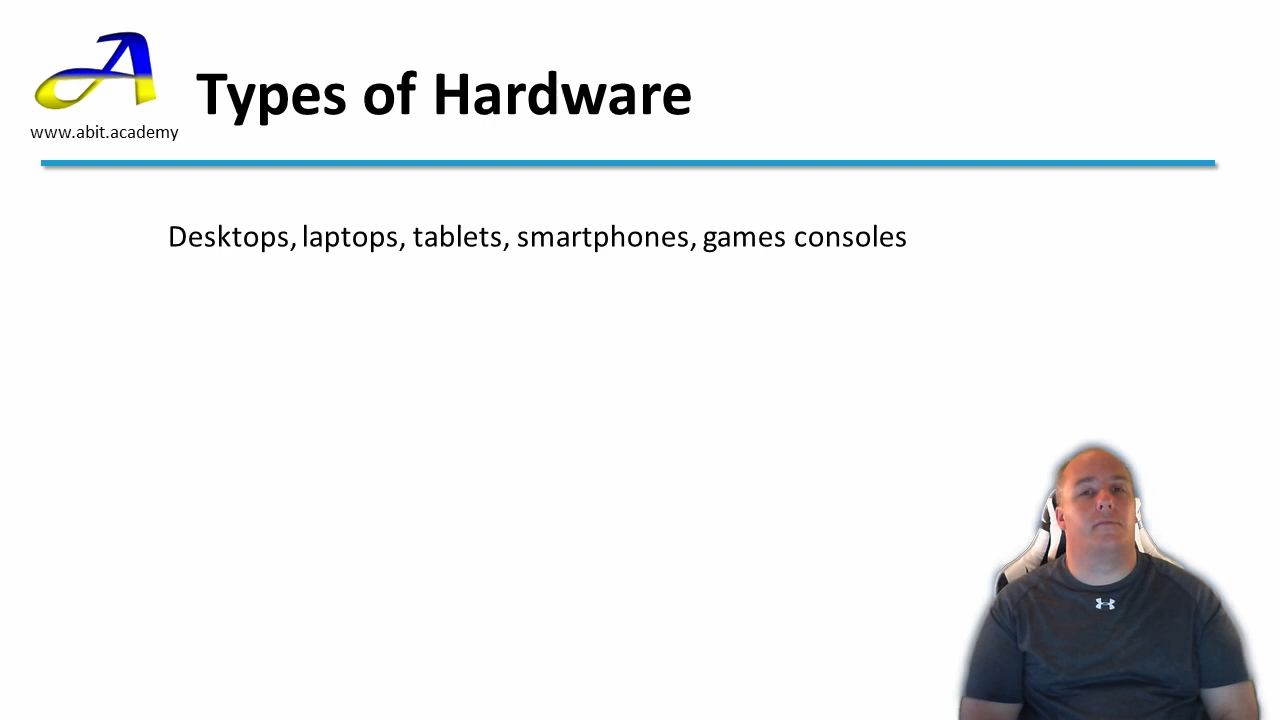 Types of Hardware
www.abit.academy
Desktops, laptops, tablets, smartphones, games consoles